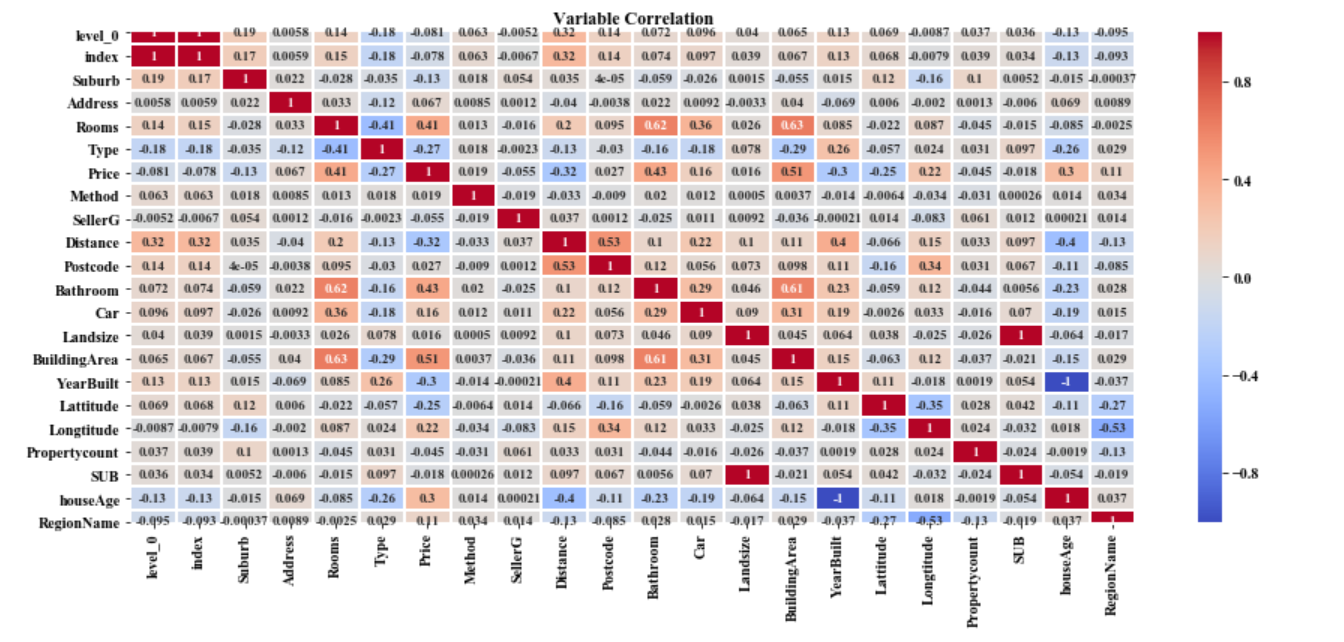 Variable Correlation
level_0 1 1 0.19 0.0058 0.14 -0.18 -0.081 0.063 -0.0052 0.32 0.14 0.072 0.096 0.04 0.065 0.13 0.069 -0.0087 0.037 0.036 -0.13 -0.095
index 1 1 0.17 0.0059 0.15 -0.18 -0.078 0.063 -0.0067 0.32 0.14 0.074 0.097 0.039 0.067 0.13 0.068 -0.0079 0.039 0.034 -0.13 -0.093
Suburb 0.19 0.17 1 0.022 -0.028 -0.035 -0.13 0.018 0.054 0.035 4e-05 -0.059 -0.026 0.0015 -0.055 0.015 0.12 -0.16 0.1 0.0052 -0.015 -0.00037
Address 0.0058 0.0059 0.022 1 0.033 -0.12 0.067 0.0085 0.0012 -0.04 -0.0038 0.022 0.0092 -0.0033 0.04 -0.069 0.006 -0.002 0.0013 -0.006 0.069 0.0089
Rooms 0.14 0.15 -0.028 0.033 1 -0.41 0.41 0.013 -0.016 0.2 0.095 0.62 0.36 0.026 0.63 0.085 -0.022 0.087 -0.045 -0.015 -0.085 -0.0025
Type -0.18 -0.18 -0.035 -0.12 -0.41 1 -0.27 0.018 -0.0023 -0.13 -0.03 -0.16 -0.18 0.078 -0.29 0.26 -0.057 0.024 0.031 0.097 -0.26 0.029
Price -0.081 -0.078 -0.13 0.067 0.41 -0.27 1 0.019 -0.055 -0.32 0.027 0.43 0.16 0.016 0.51 -0.3 -0.25 0.22 -0.045 -0.018 0.3 0.11
Method 0.063 0.063 0.018 0.0085 0.013 0.018 0.019 1 -0.019 -0.033 -0.009 0.02 0.012 0.0005 0.0037 -0.014 -0.0064 -0.034 -0.031 0.00026 0.014 0.034
SellerG -0.0052 -0.0067 0.054 0.0012 -0.016 -0.0023 -0.055 -0.019 1 0.037 0.0012 -0.025 0.011 0.0092 -0.036 -0.00021 0.014 -0.083 0.061 0.012 0.00021 0.014
Distance 0.32 0.32 0.035 -0.04 0.2 -0.13 -0.32 -0.033 0.037 1 0.53 0.1 0.22 0.1 0.11 0.4 -0.066 0.15 0.033 0.097 -0.4 -0.13
Postcode 0.14 0.14 4e-05 -0.0038 0.095 -0.03 0.027 -0.009 0.0012 0.53 1 0.12 0.056 0.073 0.098 0.11 -0.16 0.34 0.031 0.067 -0.11 -0.085
Bathroom 0.072 0.074 -0.059 0.022 0.62 -0.16 0.43 0.02 -0.025 0.1 0.12 1 0.29 0.046 0.61 0.23 -0.059 0.12 -0.044 0.0056 -0.23 0.028
Car 0.096 0.097 -0.026 0.0092 0.36 -0.18 0.16 0.012 0.011 0.22 0.056 0.29 1 0.09 0.31 0.19 -0.0026 0.033 -0.016 0.07 -0.19 0.015
Landsize 0.04 0.039 0.0015 -0.0033 0.026 0.078 0.016 0.0005 0.0092 0.1 0.073 0.046 0.09 1 0.045 0.064 0.038 -0.025 -0.026 1 -0.064 -0.017
BuildingArea 0.065 0.067 -0.055 0.04 0.63 -0.29 0.51 0.0037 -0.036 0.11 0.098 0.61 0.31 0.045 1 0.15 -0.063 0.12 -0.037 -0.021 -0.15 0.029
YearBuilt 0.13 0.13 0.015 -0.069 0.085 0.26 -0.3 -0.014 -0.00021 0.4 0.11 0.23 0.19 0.064 0.15 1 0.11 -0.018 0.0019 0.054 -1 -0.037
Lattitude 0.069 0.068 0.12 0.006 -0.022 -0.057 -0.25 -0.0064 0.014 -0.066 -0.16 -0.059 -0.0026 0.038 -0.063 0.11 1 -0.35 0.028 0.042 -0.11 -0.27
Longtitude -0.0087 -0.0079 -0.16 -0.002 0.087 0.024 0.22 -0.034 -0.083 0.15 0.34 0.12 0.033 -0.025 0.12 -0.018 -0.35 1 0.024 -0.032 0.018 -0.53
Propertycount 0.037 0.039 0.1 0.0013 -0.045 0.031 -0.045 -0.031 0.061 0.033 0.031 -0.044 -0.016 -0.026 -0.037 0.0019 0.028 0.024 1 -0.024 -0.0019 -0.13
SUB 0.036 0.034 0.0052 -0.006 -0.015 0.097 -0.018 0.00026 0.012 0.097 0.067 0.0056 0.07 1 -0.021 0.054 0.042 -0.032 -0.024 1 -0.054 -0.019
houseAge -0.13 -0.13 -0.015 0.069 -0.085 -0.26 0.3 0.014 0.00021 -0.4 -0.11 -0.23 -0.19 -0.064 -0.15 -1 -0.11 0.018 -0.0019 -0.054 1 0.037
RegionName -0.095 -0.093 -0.00037 0.0089 -0.0025 0.029 0.11 0.034 0.014 -0.13 -0.085 0.028 0.015 -0.017 0.029 -0.037 -0.27 -0.53 -0.13 -0.019 0.037 1
level_0 index Suburb Address Rooms Type Price Method SellerG Distance Postcode Bathroom Car Landsize BuildingArea YearBuilt Lattitude Longtitude Propertycount SUB houseAge RegionName
0.8
0.4
0.0
-0.4
-0.8